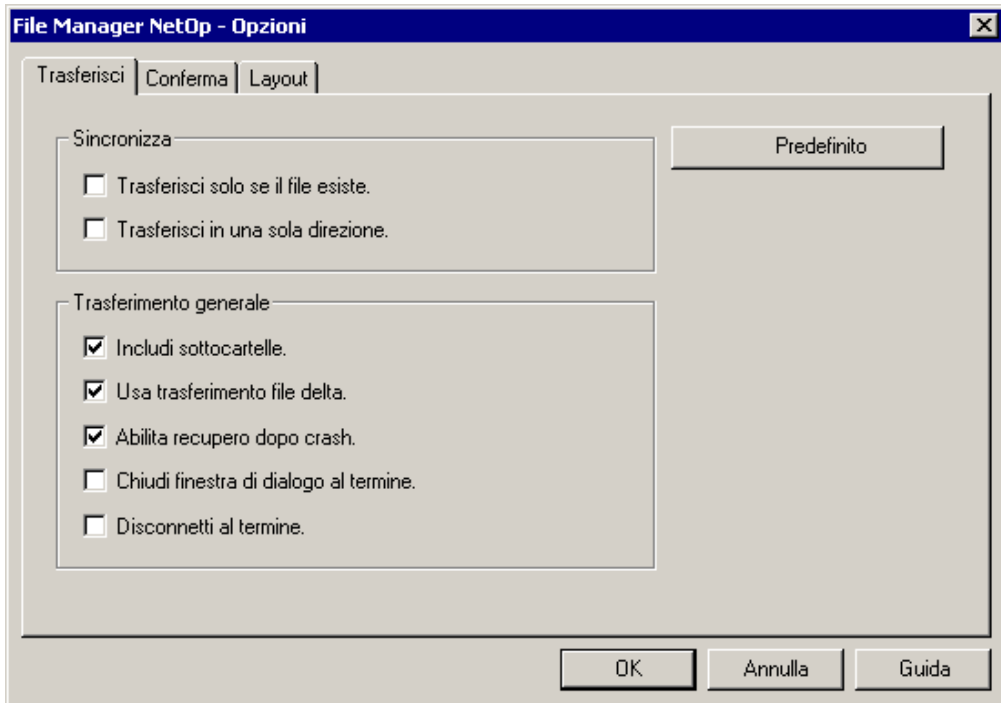 File Manager NetOp - Opzioni
Trasferisci Conferma Layout
Sincronizza
Predefinito
Trasferisci solo se il file esiste.
Trasferisci in una sola direzione.
Trasferimento generale
Includi sottocartelle.
Usa trasferimento file delta.
Abilita recupero dopo crash.
Chiudi finestra di dialogo al termine.
Disconnetti al termine.
OK Annulla Guida